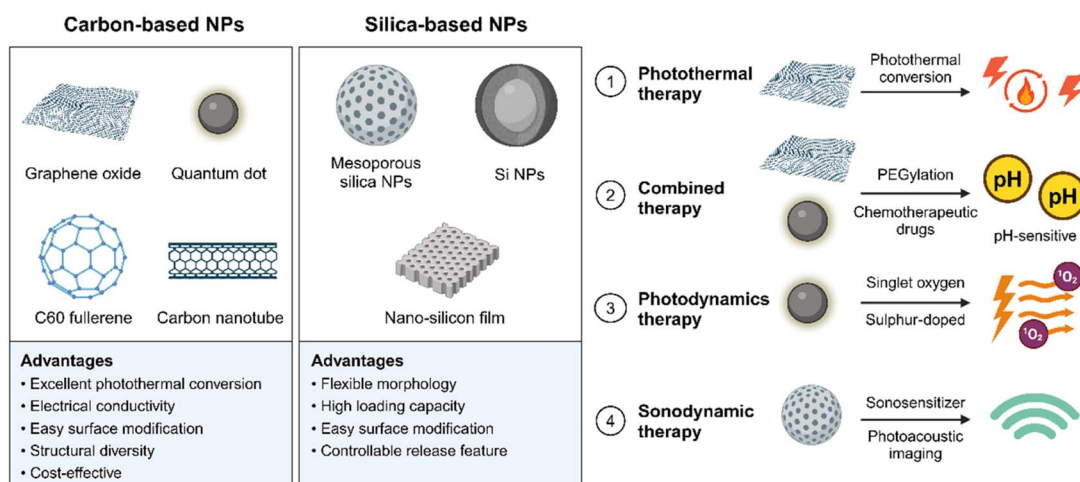 Carbon-based NPs
Graphene oxide
Quantum dot
C60 fullerene
Carbon nanotube
Advantages
• Excellent photothermal conversion
• Electrical conductivity
• Easy surface modification
• Structural diversity
• Cost-effective
Silica-based NPs
Mesoporous
silica NPs
Si NPs
Nano-silicon film
Advantages
• Flexible morphology
• High loading capacity
• Easy surface modification
• Controllable release feature
1
Photothermal
therapy
Photothermal
conversion
2
Combined
therapy
PEGylation
Chemotherapeutic
drugs
pH
pH
pH-sensitive
3
Photodynamics
therapy
Singlet oxygen
Sulphur-doped
¹O₂
¹O₂
4
Sonodynamic
therapy
Sonosensitizer
Photoacoustic
imaging